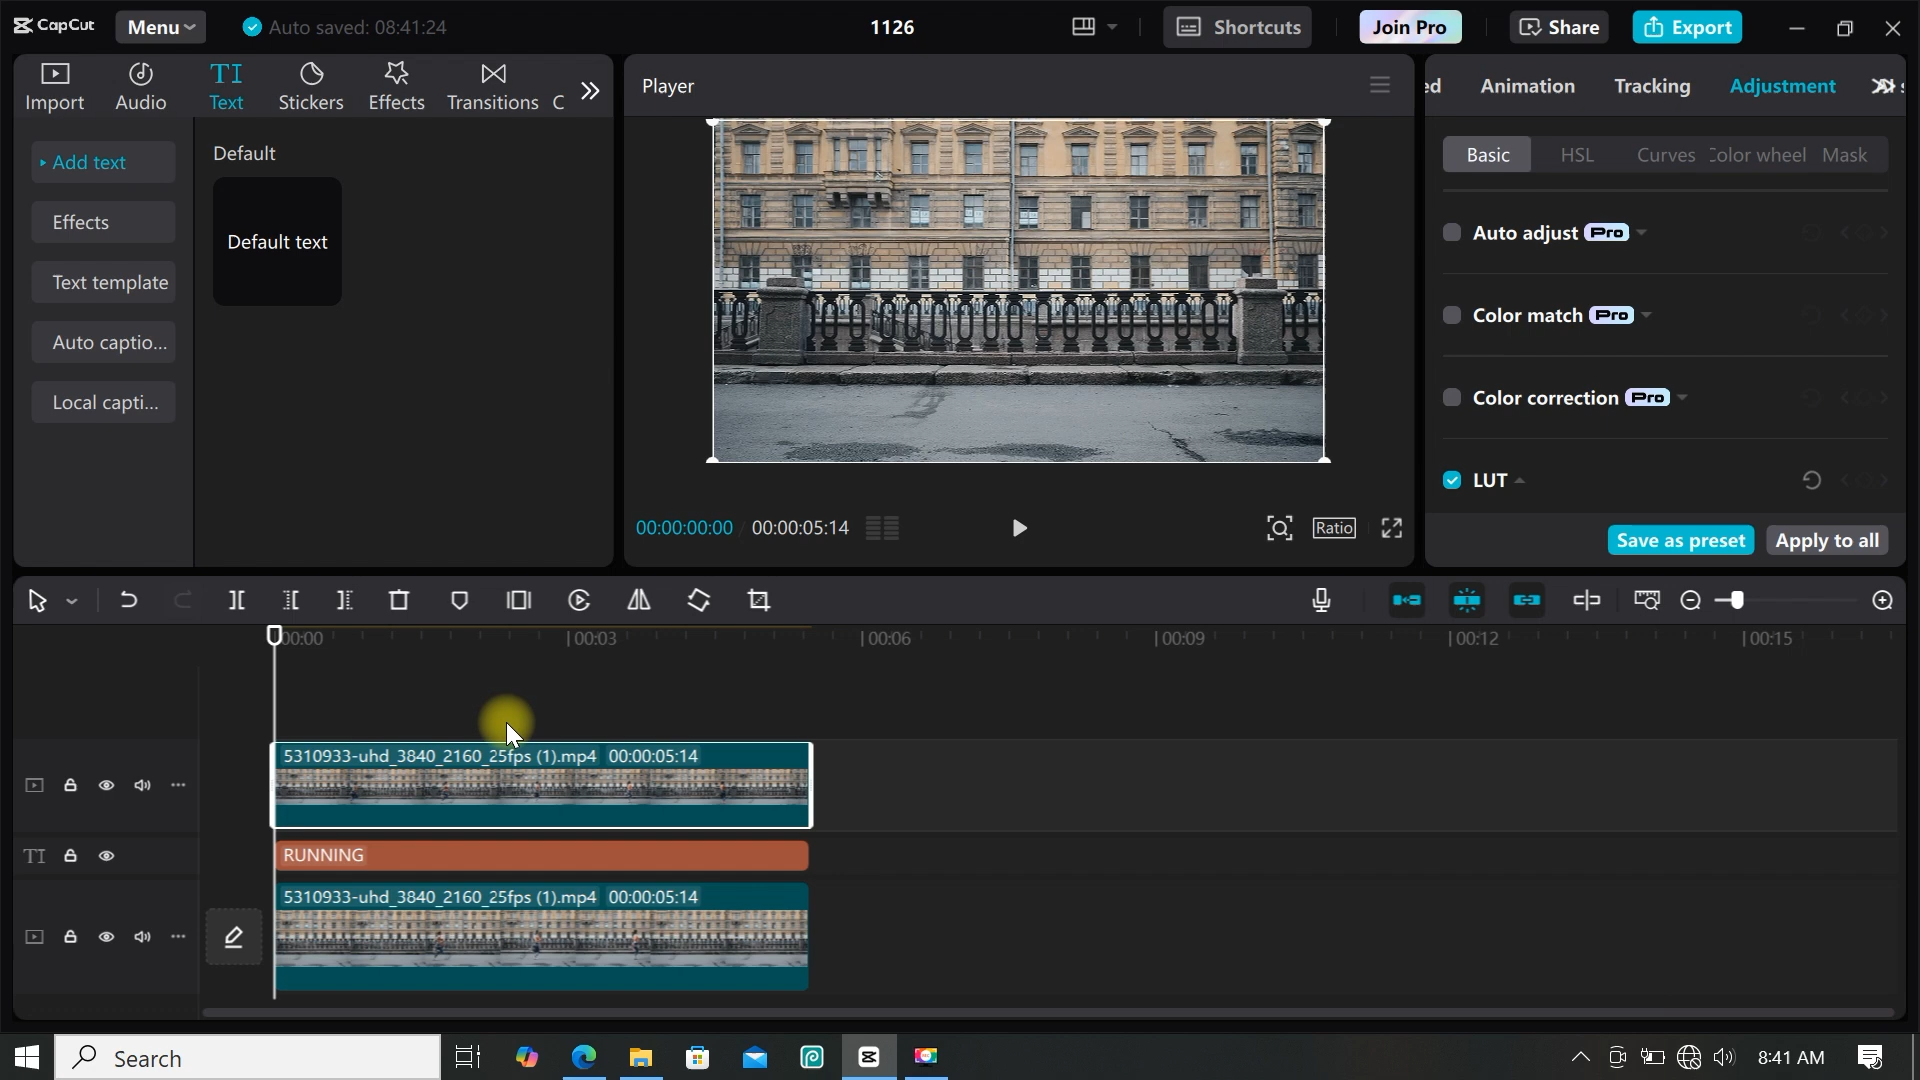 CapCut
Menu
Auto saved: 08:41:24
1126
Shortcuts
Join Pro
Share
Export
Import
Audio
TI
Text
Stickers
Effects
Transitions
C
Player
ed
Animation
Tracking
Adjustment
Add text
Effects
Text template
Auto captio...
Local capti...
Default
Default text
Basic
HSL
Curves
Color wheel
Mask
Auto adjust Pro
Color match Pro
Color correction Pro
LUT
Save as preset
Apply to all
00:00:00:00
00:00:05:14
Ratio
00:00
00:03
00:06
00:09
00:12
00:15
5310933-uhd_3840_2160_25fps (1).mp4 00:00:05:14
TI
RUNNING
5310933-uhd_3840_2160_25fps (1).mp4 00:00:05:14
Search
8:41 AM